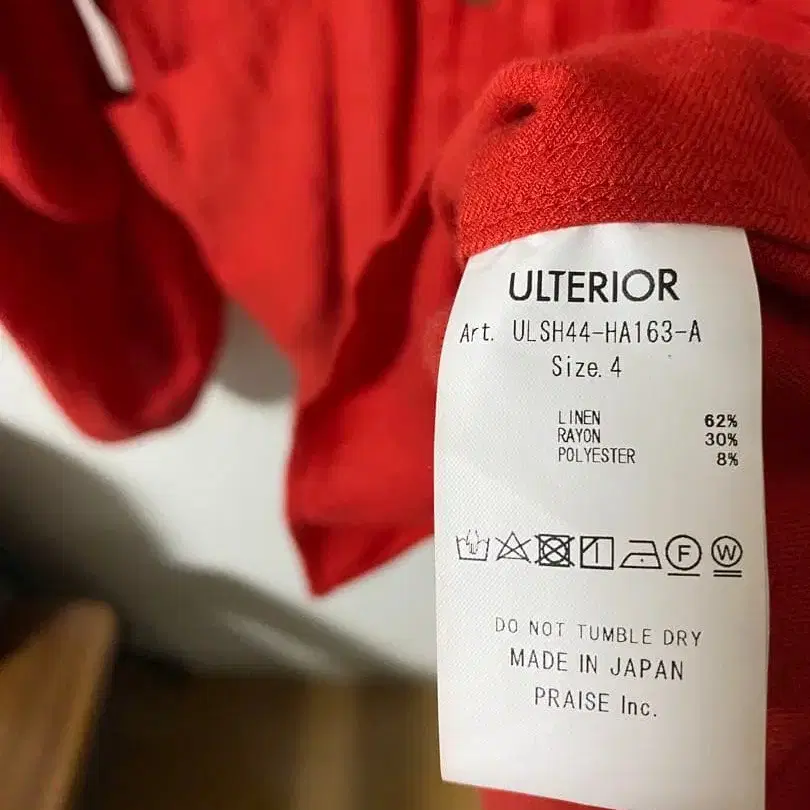 ULTERIOR
Art. ULSH44-HA163-A
Size. 4
LINEN 62%
RAYON 30%
POLYESTER 8%
F W
DO NOT TUMBLE DRY
MADE IN JAPAN
PRAISE Inc.